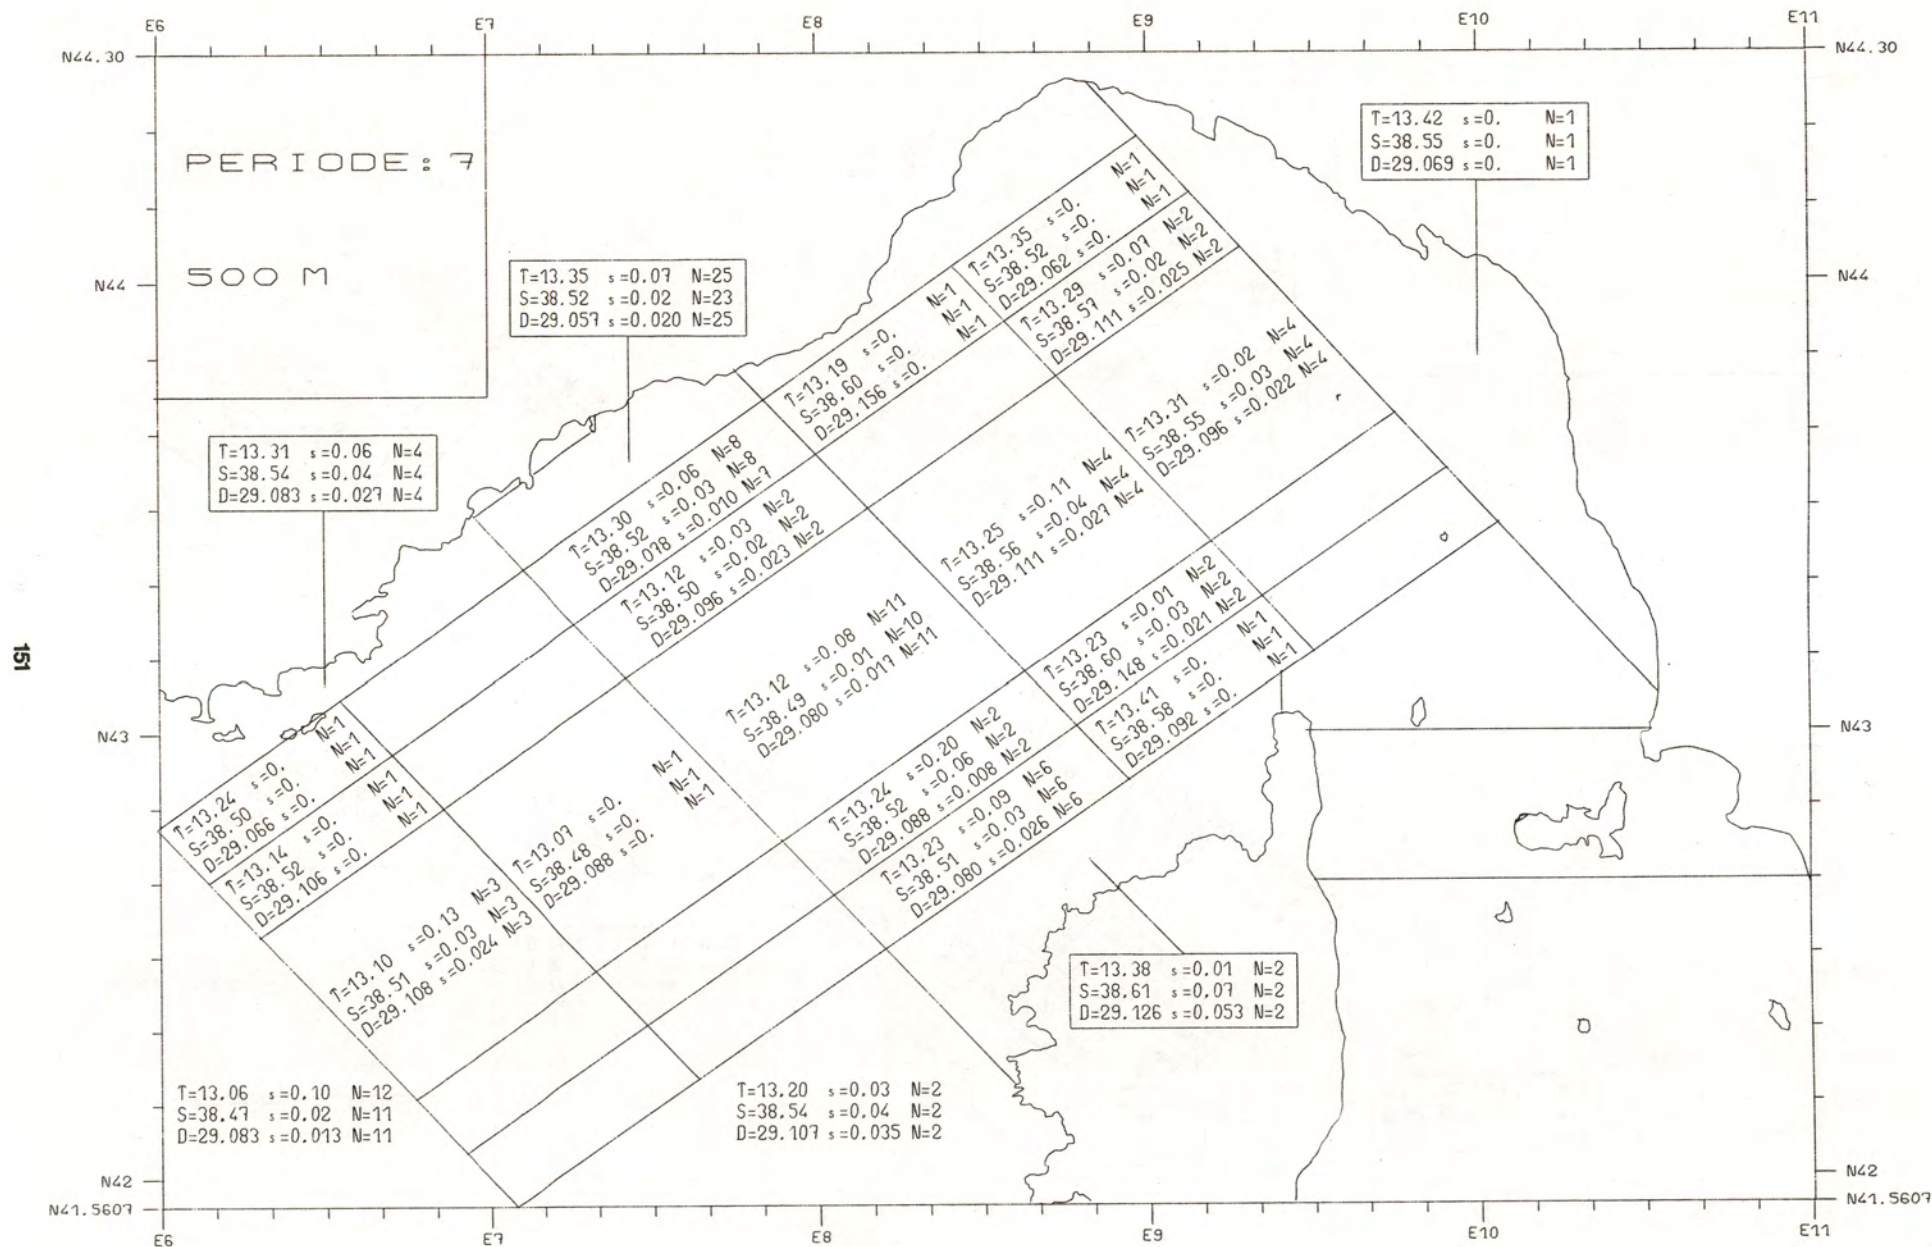 E6 E7 E8 E9 E10 E11
N44.30 N44.30
PERIODE: 7
500 M
T=13.42 s=0. N=1
S=38.55 s=0. N=1
D=29.069 s=0. N=1
N44 N44
T=13.35 s=0.07 N=25
S=38.52 s=0.02 N=23
D=29.057 s=0.020 N=25
T=13.35 s=0. N=1
S=38.52 s=0. N=1
D=29.062 s=0. N=1
T=13.29 s=0.07 N=2
S=38.57 s=0.02 N=2
D=29.111 s=0.025 N=2
T=13.19 s=0. N=1
S=38.60 s=0. N=1
D=29.156 s=0. N=1
T=13.31 s=0.02 N=4
S=38.55 s=0.03 N=4
D=29.096 s=0.022 N=4
T=13.31 s=0.06 N=4
S=38.54 s=0.04 N=4
D=29.083 s=0.027 N=4
T=13.30 s=0.06 N=8
S=38.52 s=0.03 N=8
D=29.078 s=0.010 N=7
T=13.12 s=0.03 N=2
S=38.50 s=0.02 N=2
D=29.096 s=0.023 N=2
T=13.25 s=0.11 N=4
S=38.56 s=0.04 N=4
D=29.111 s=0.027 N=4
T=13.12 s=0.08 N=11
S=38.49 s=0.01 N=10
D=29.080 s=0.017 N=11
T=13.23 s=0.01 N=2
S=38.60 s=0.03 N=2
D=29.148 s=0.021 N=2
T=13.41 s=0. N=1
S=38.58 s=0. N=1
D=29.092 s=0. N=1
151
N43 N43
T=13.24 s=0. N=1
S=38.50 s=0. N=1
D=29.066 s=0. N=1
T=13.14 s=0. N=1
S=38.52 s=0. N=1
D=29.106 s=0. N=1
T=13.07 s=0. N=1
S=38.48 s=0. N=1
D=29.088 s=0. N=1
T=13.24 s=0.20 N=2
S=38.52 s=0.06 N=2
D=29.088 s=0.008 N=2
T=13.23 s=0.09 N=6
S=38.51 s=0.03 N=6
D=29.080 s=0.026 N=6
T=13.10 s=0.13 N=3
S=38.51 s=0.03 N=3
D=29.108 s=0.024 N=3
T=13.38 s=0.01 N=2
S=38.61 s=0.07 N=2
D=29.126 s=0.053 N=2
T=13.06 s=0.10 N=12
S=38.47 s=0.02 N=11
D=29.083 s=0.013 N=11
T=13.20 s=0.03 N=2
S=38.54 s=0.04 N=2
D=29.107 s=0.035 N=2
N42 N42
N41.5607 N41.5607
E6 E7 E8 E9 E10 E11